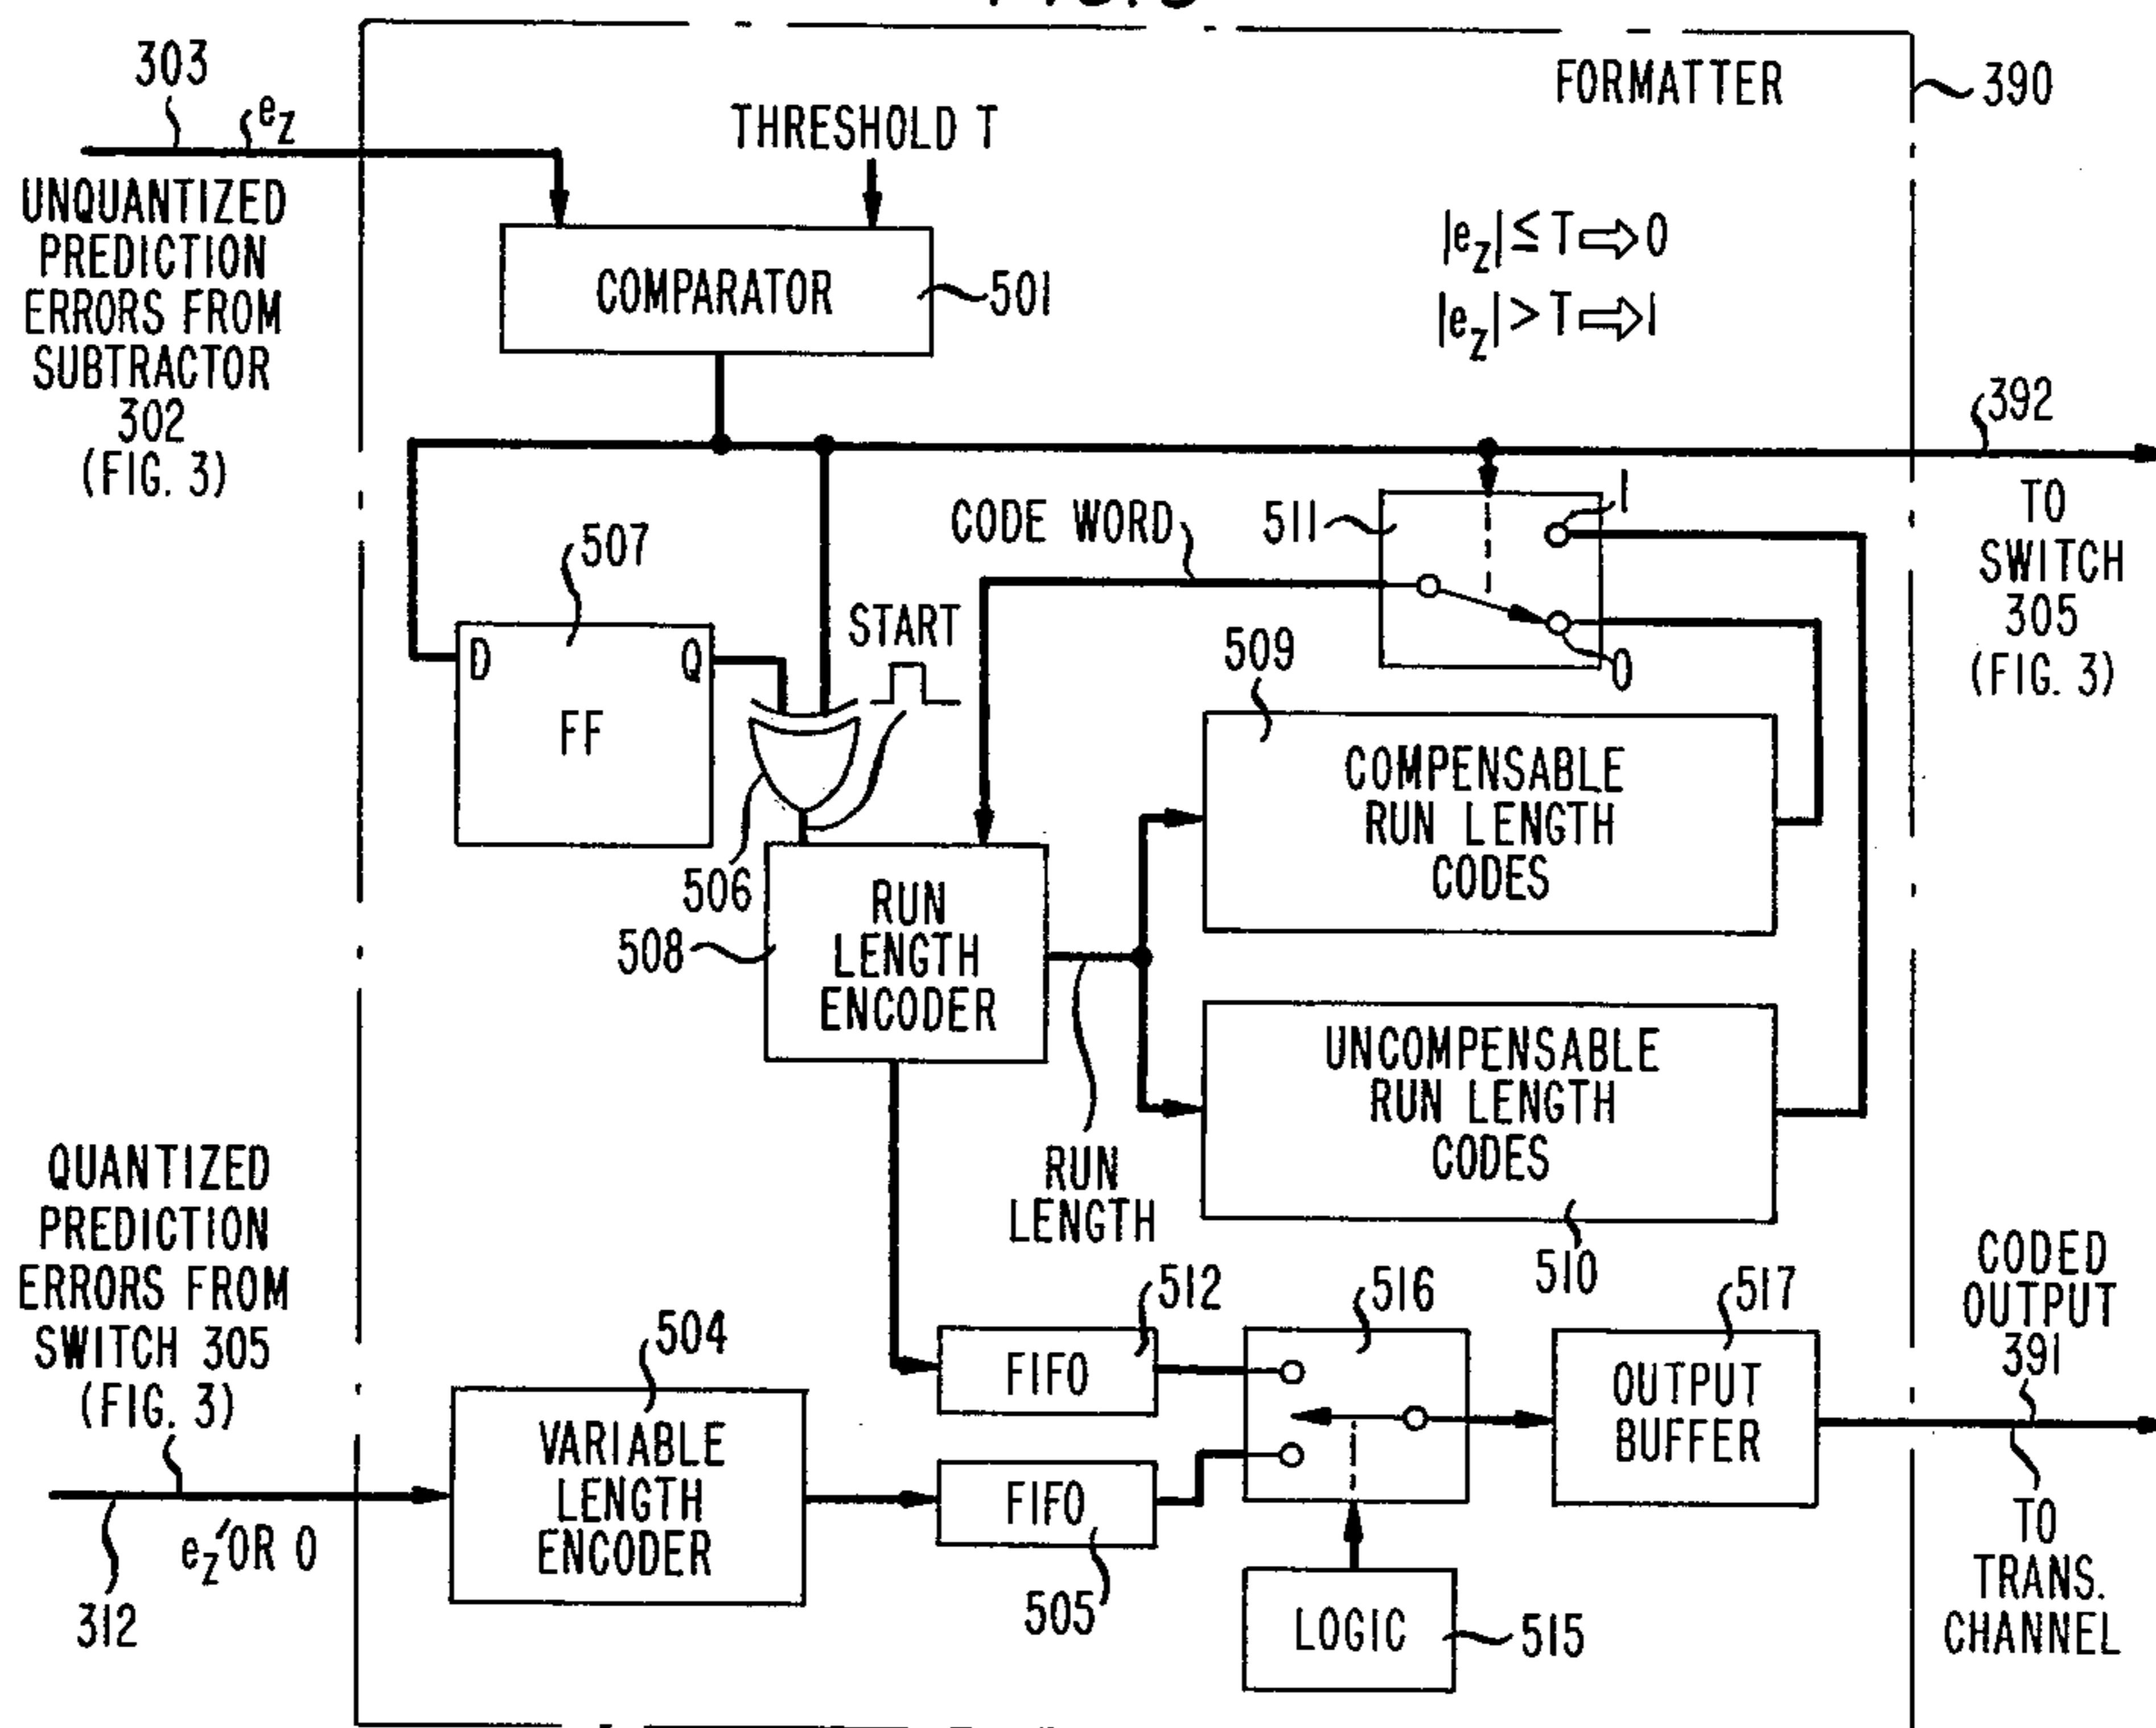 FORMATTER
390
303
e_z
THRESHOLD T
UNQUANTIZED
PREDICTION
ERRORS FROM
SUBTRACTOR
302
(FIG. 3)
COMPARATOR
501
|e_z| ≤ T ⇒ 0
|e_z| > T ⇒ 1
392
TO
SWITCH
305
(FIG. 3)
CODE WORD
511
1
0
507
D
Q
FF
START
506
509
COMPENSABLE
RUN LENGTH
CODES
508
RUN
LENGTH
ENCODER
UNCOMPENSABLE
RUN LENGTH
CODES
510
RUN
LENGTH
QUANTIZED
PREDICTION
ERRORS FROM
SWITCH 305
(FIG. 3)
312
e_z' OR 0
504
VARIABLE
LENGTH
ENCODER
512
FIFO
FIFO
505
516
LOGIC
515
517
OUTPUT
BUFFER
CODED
OUTPUT
391
TO
TRANS.
CHANNEL